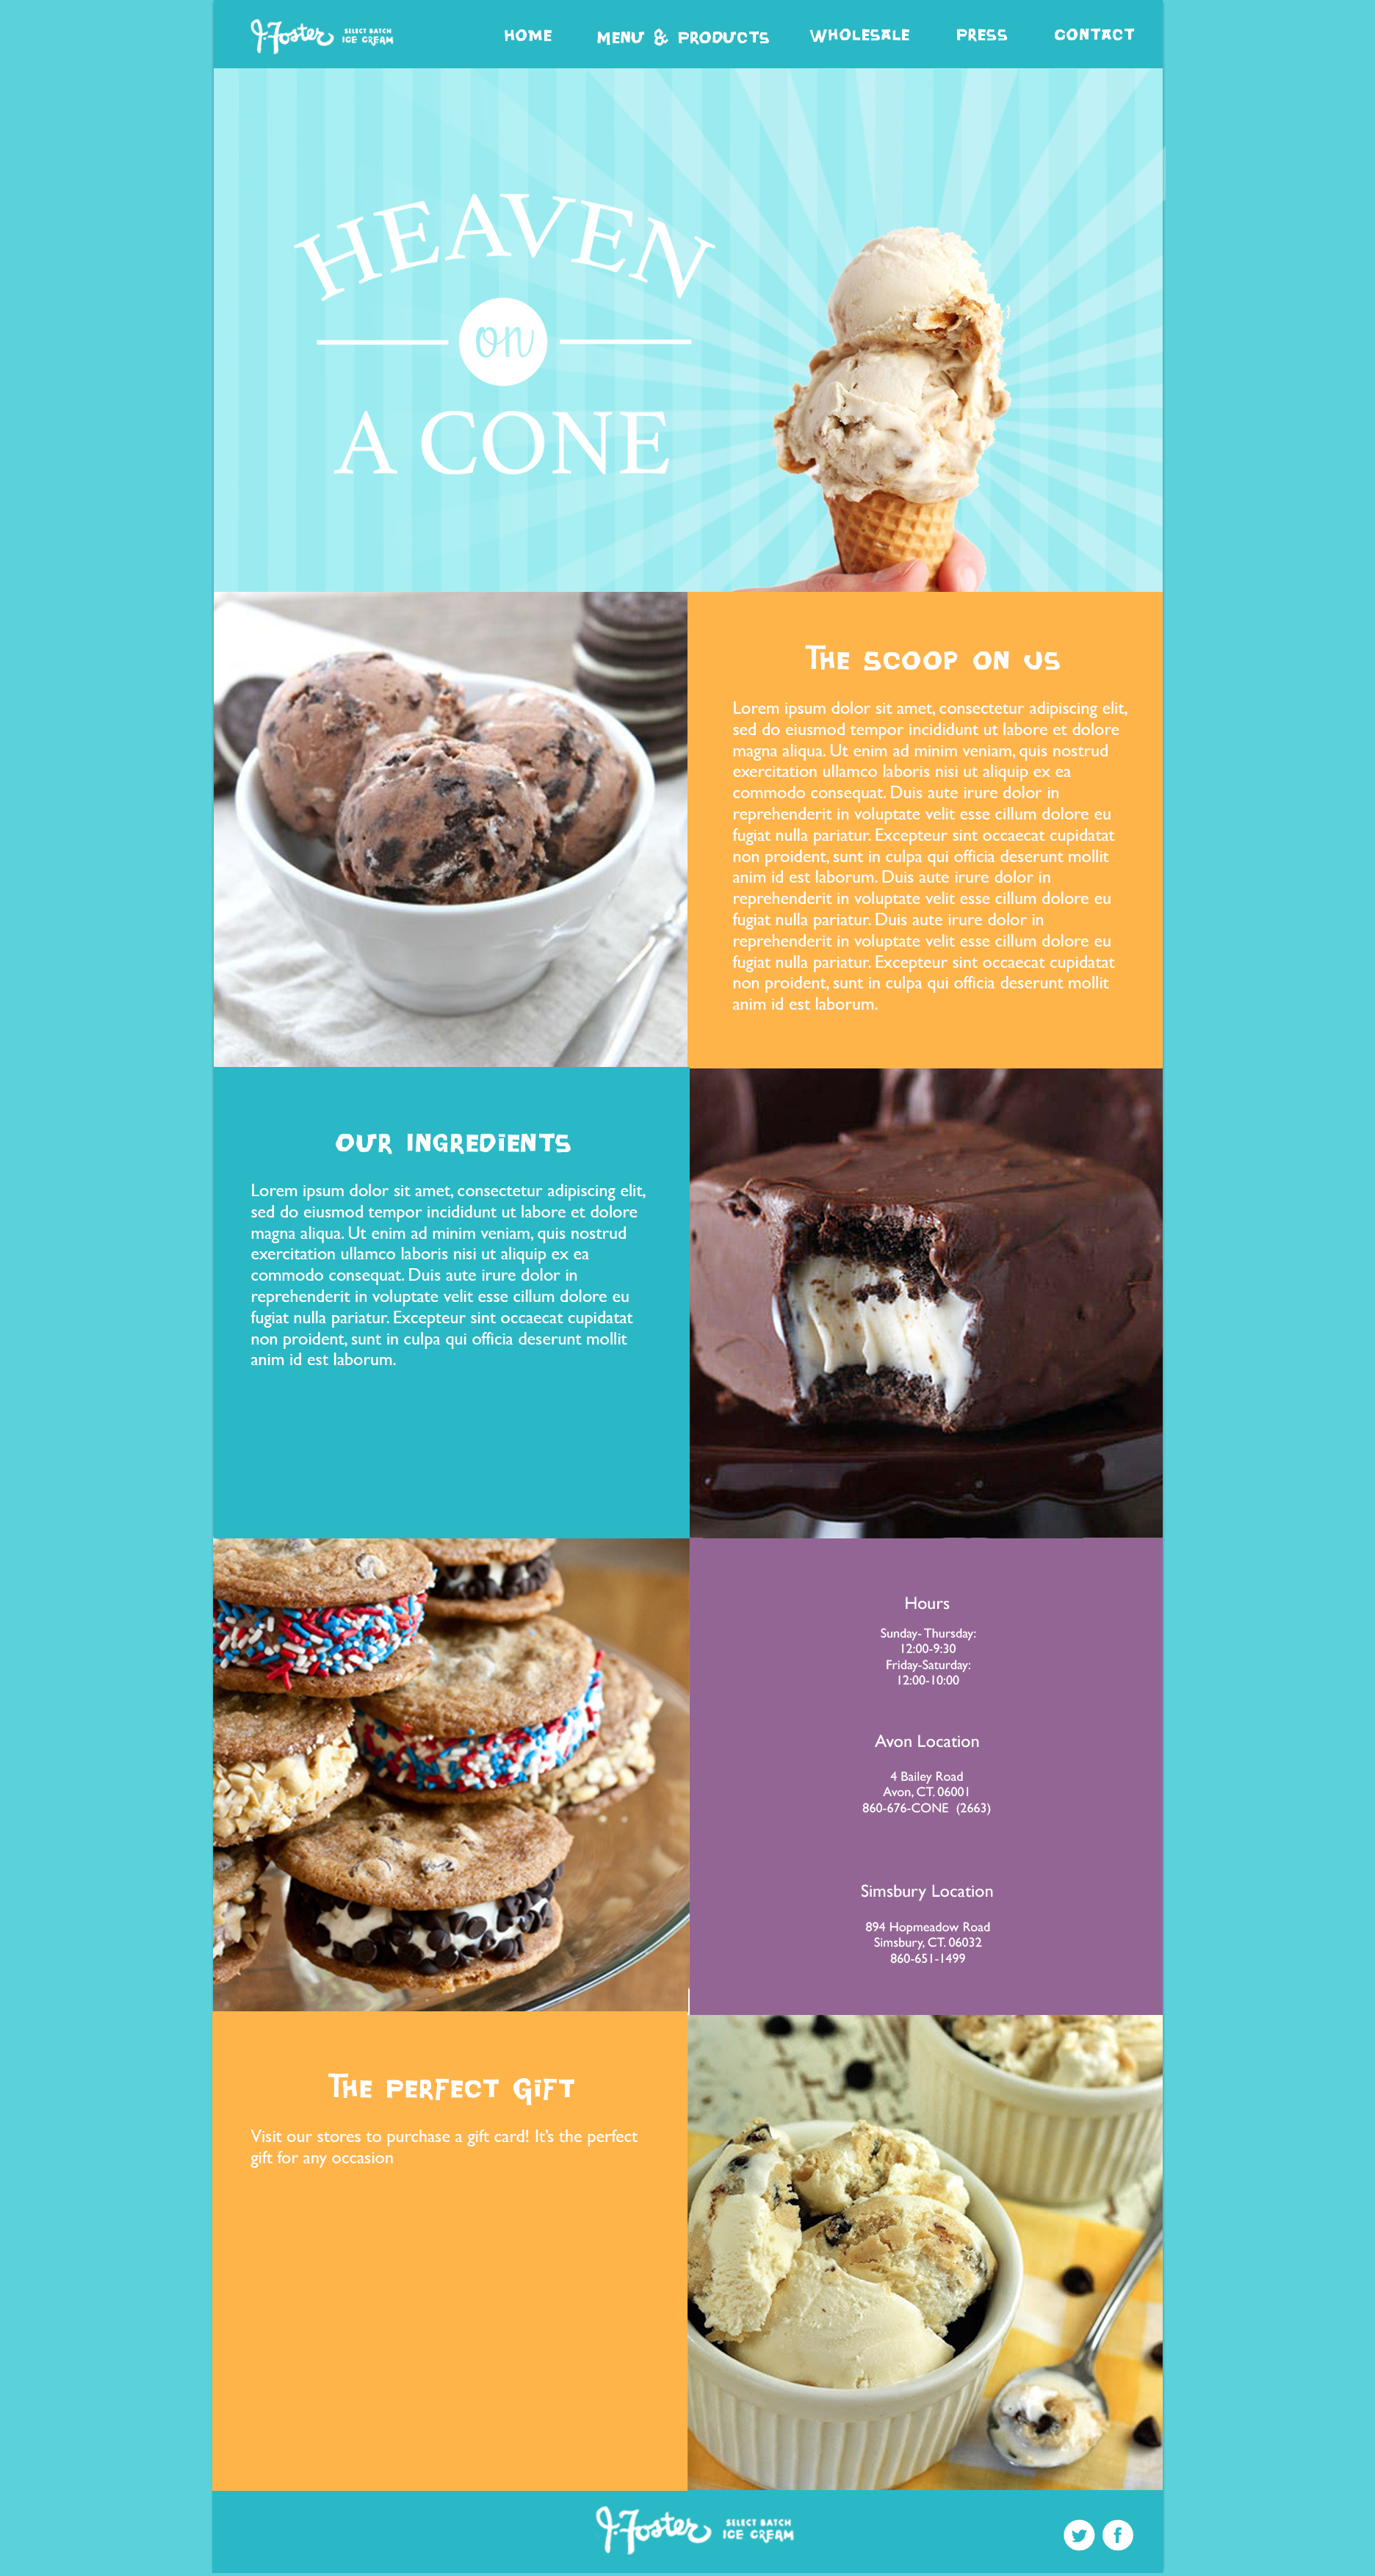 J.Foster SELECT BATCH
ICE CREAM
HOME MENU & PRODUCTS WHOLESALE PRESS CONTACT
HEAVEN
on
A CONE
THE SCOOP ON US
Lorem ipsum dolor sit amet, consectetur adipiscing elit,
sed do eiusmod tempor incididunt ut labore et dolore
magna aliqua. Ut enim ad minim veniam, quis nostrud
exercitation ullamco laboris nisi ut aliquip ex ea
commodo consequat. Duis aute irure dolor in
reprehenderit in voluptate velit esse cillum dolore eu
fugiat nulla pariatur. Excepteur sint occaecat cupidatat
non proident, sunt in culpa qui officia deserunt mollit
anim id est laborum. Duis aute irure dolor in
reprehenderit in voluptate velit esse cillum dolore eu
fugiat nulla pariatur. Duis aute irure dolor in
reprehenderit in voluptate velit esse cillum dolore eu
fugiat nulla pariatur. Excepteur sint occaecat cupidatat
non proident, sunt in culpa qui officia deserunt mollit
anim id est laborum.
OUR INGREDIENTS
Lorem ipsum dolor sit amet, consectetur adipiscing elit,
sed do eiusmod tempor incididunt ut labore et dolore
magna aliqua. Ut enim ad minim veniam, quis nostrud
exercitation ullamco laboris nisi ut aliquip ex ea
commodo consequat. Duis aute irure dolor in
reprehenderit in voluptate velit esse cillum dolore eu
fugiat nulla pariatur. Excepteur sint occaecat cupidatat
non proident, sunt in culpa qui officia deserunt mollit
anim id est laborum.
Hours
Sunday- Thursday:
12:00-9:30
Friday-Saturday:
12:00-10:00
Avon Location
4 Bailey Road
Avon, CT. 06001
860-676-CONE (2663)
Simsbury Location
894 Hopmeadow Road
Simsbury, CT. 06032
860-651-1499
THE PERFECT GIFT
Visit our stores to purchase a gift card! It's the perfect
gift for any occasion
J.Foster SELECT BATCH
ICE CREAM